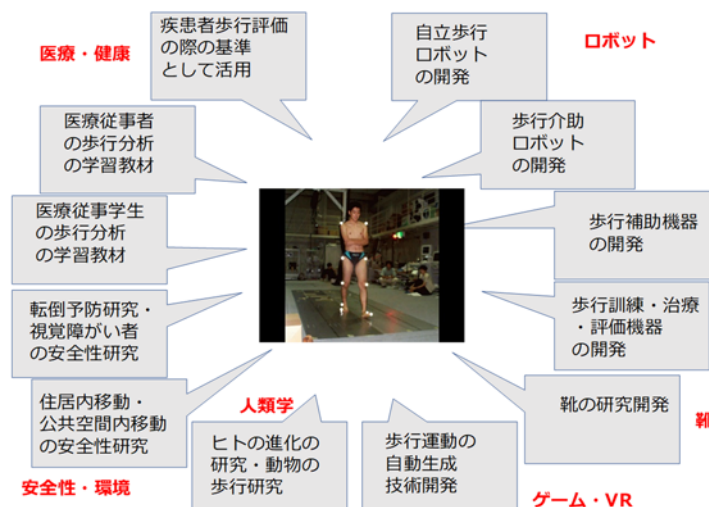 医療・健康
疾患者歩行評価
の際の基準
として活用
自立歩行
ロボット
の開発
ロボット
医療従事者
の歩行分析
の学習教材
歩行介助
ロボット
の開発
医療従事学生
の歩行分析
の学習教材
歩行補助機器
の開発
転倒予防研究・
視覚障がい者
の安全性研究
歩行訓練・治療
・評価機器
の開発
住居内移動・
公共空間内移動
の安全性研究
人類学
ヒトの進化の
研究・動物の
歩行研究
歩行運動の
自動生成
技術開発
靴の研究開発
靴
安全性・環境
ゲーム・VR